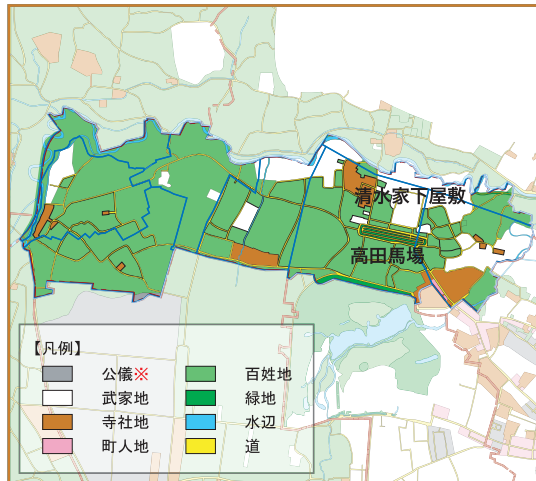 清水家下屋敷
高田馬場
【凡例】
公儀※
百姓地
武家地
緑地
寺社地
水辺
町人地
道